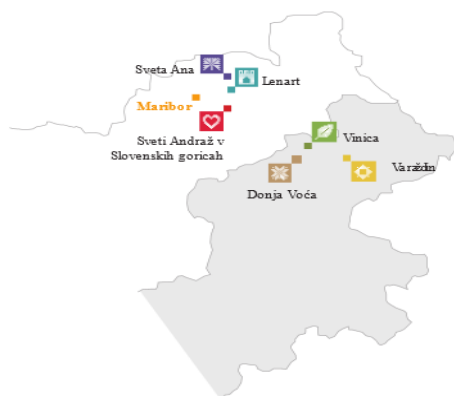 Sveta Ana
Lenart
Maribor
Sveti Andraž v
Slovenskih goricah
Vinica
Varaždin
Donja Voća